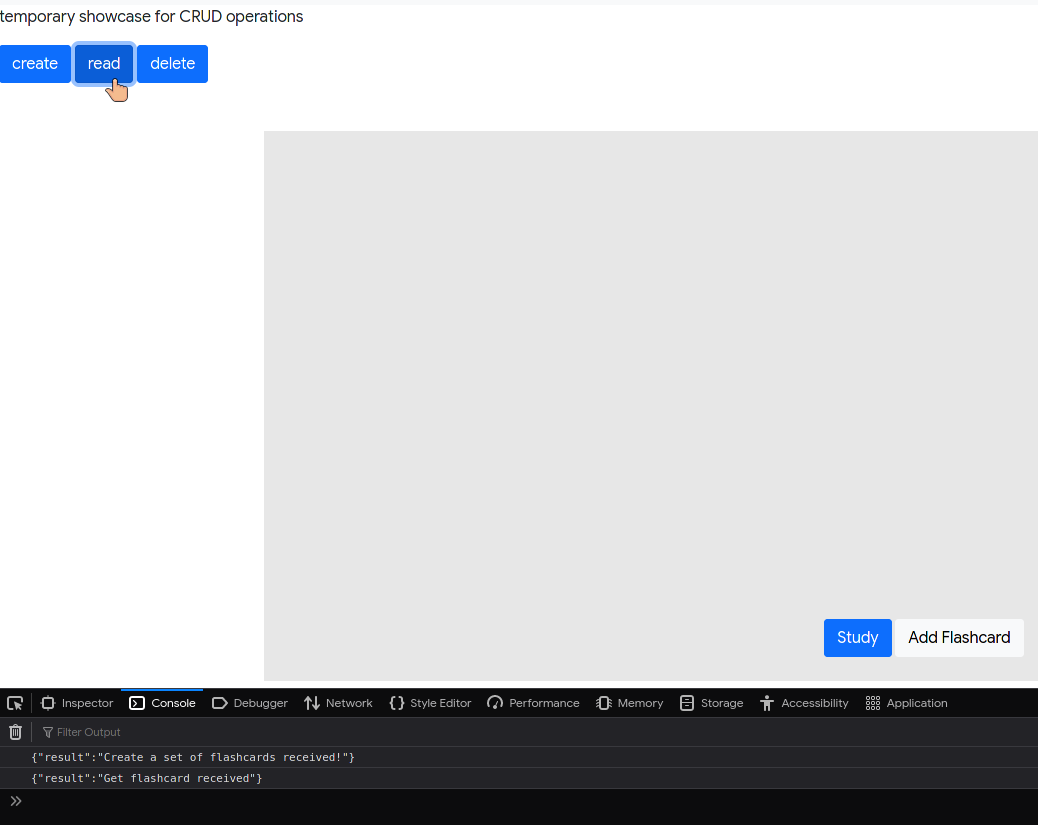 temporary showcase for CRUD operations
create read delete
Study Add Flashcard
Inspector Console Debugger Network Style Editor Performance Memory Storage Accessibility Application
Filter Output
{"result":"Create a set of flashcards received!"}
{"result":"Get flashcard received"}